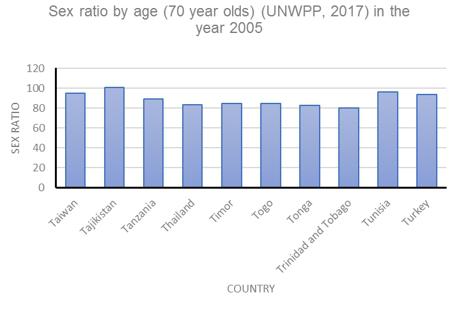 Sex ratio by age (70 year olds) (UNWPP, 2017) in the
year 2005
120
100
80
60
40
20
0
SEX RATIO
Taiwan
Tajikistan
Tanzania
Thailand
Timor
Togo
Tonga
Trinidad and Tobago
Tunisia
Turkey
COUNTRY